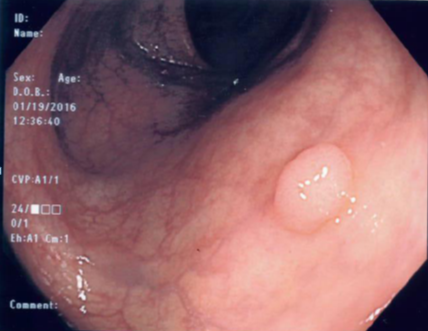 ID:
Name:
Sex: Age:
D.O.B.:
01/19/2016
12:36:40
CVP:A1/1
24/■□□
0/1
Eh:A1 Cm:1
Comment: